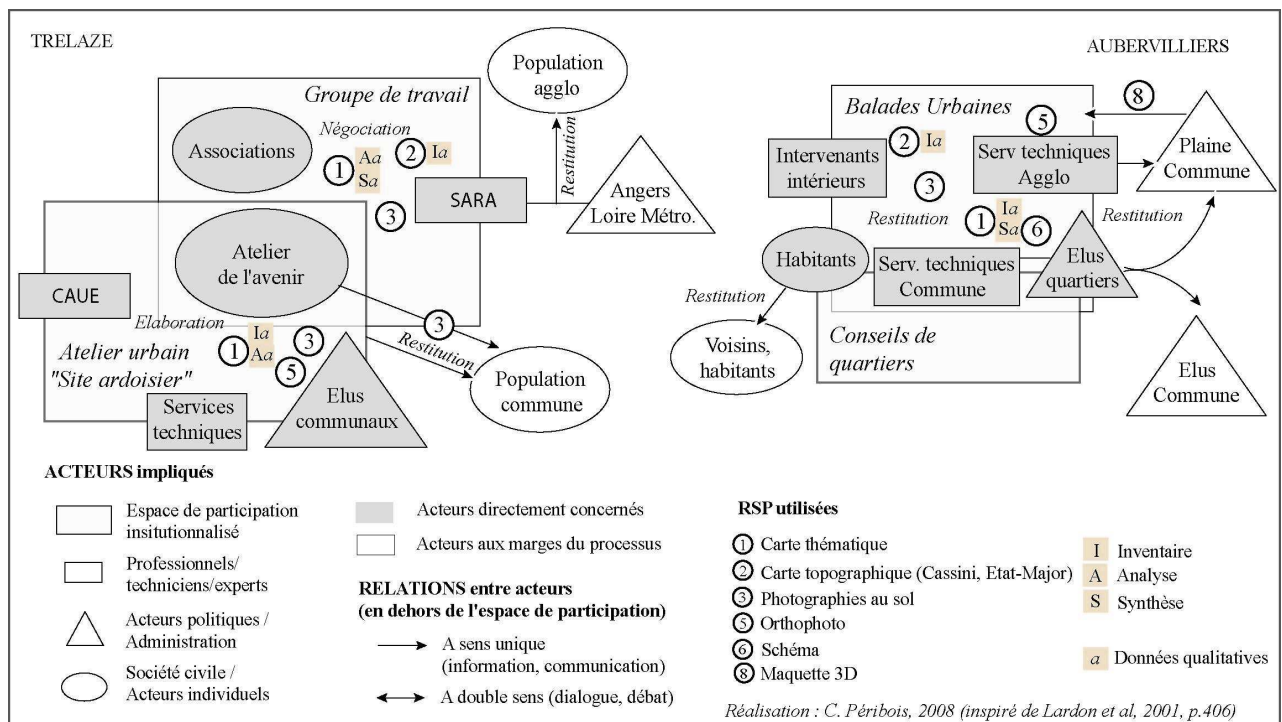 TRELAZE
Groupe de travail
Négociation
Associations
1
Aa
Sa
2
Ia
3
SARA
Population
agglo
Restitution
Angers
Loire Métro.
Atelier
de l'avenir
CAUE
Elaboration
1
Ia
Aa
3
5
Atelier urbain
"Site ardoisier"
Services
techniques
Elus
communaux
3
Restitution
Population
commune
AUBERVILLIERS
Balades Urbaines
8
5
2
Ia
Intervenants
intérieurs
3
Serv techniques
Agglo
Plaine
Commune
Restitution
1
Ia
Sa
6
Restitution
Habitants
Serv. techniques
Commune
Elus
quartiers
Restitution
Voisins,
habitants
Conseils de
quartiers
Elus
Commune
ACTEURS impliqués
Espace de participation
insitutionnalisé
Professionnels/
techniciens/experts
Acteurs politiques /
Administration
Société civile /
Acteurs individuels
Acteurs directement concernés
Acteurs aux marges du processus
RELATIONS entre acteurs
(en dehors de l'espace de participation)
A sens unique
(information, communication)
A double sens (dialogue, débat)
RSP utilisées
1 Carte thématique
2 Carte topographique (Cassini, Etat-Major)
3 Photographies au sol
5 Orthophoto
6 Schéma
8 Maquette 3D
I Inventaire
A Analyse
S Synthèse
a Données qualitatives
Réalisation : C. Péribois, 2008 (inspiré de Lardon et al, 2001, p.406)